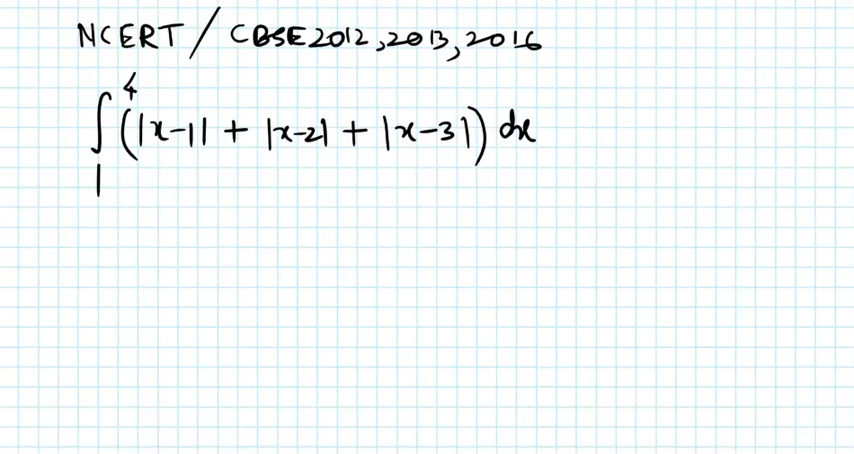 NCERT / CBSE 2012, 2013, 2016
∫₁⁴ (|x-1| + |x-2| + |x-3|) dx